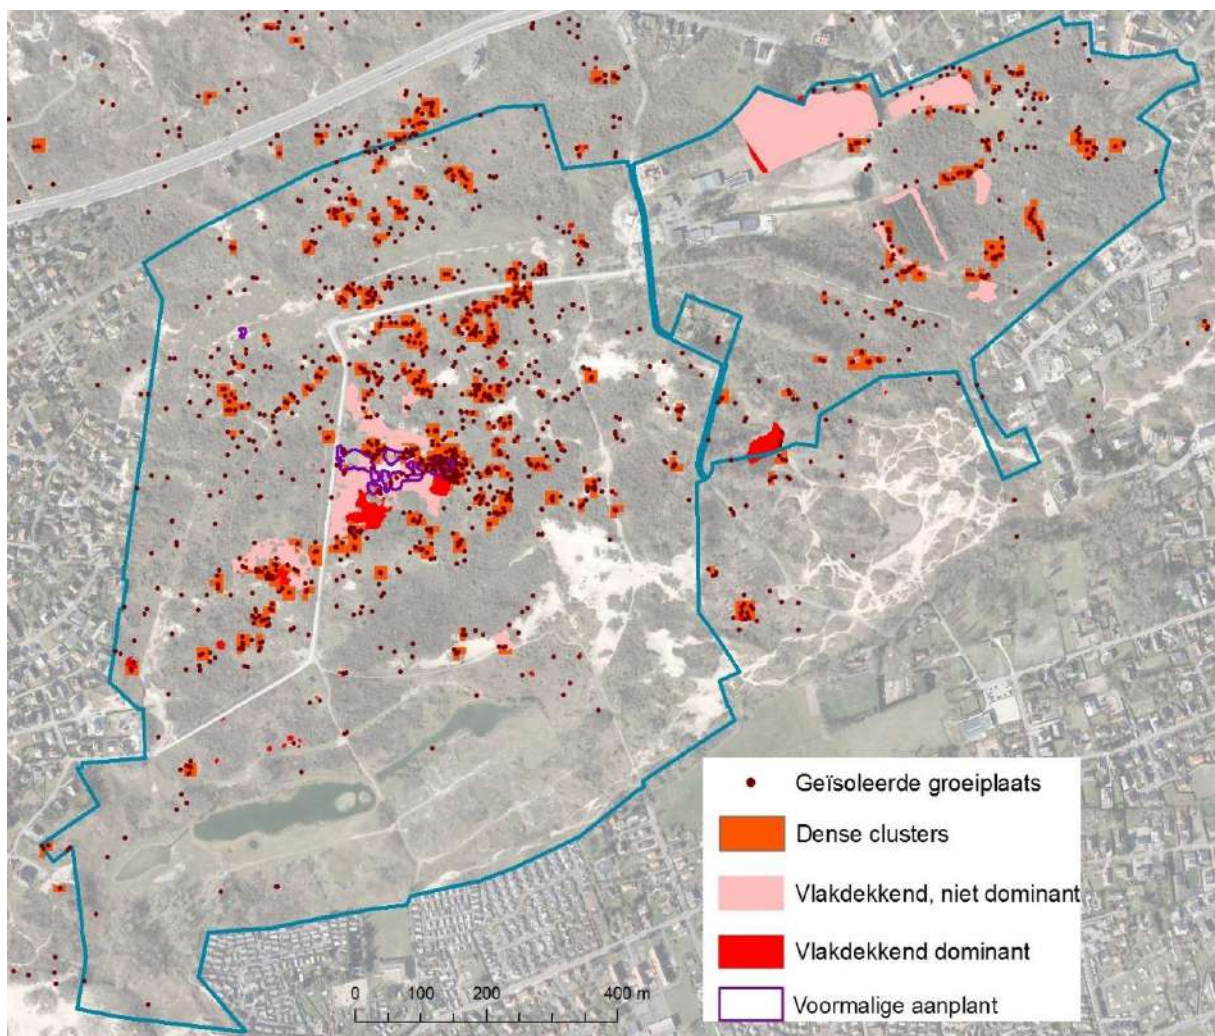 Geïsoleerde groeiplaats
Dense clusters
Vlakdekkend, niet dominant
Vlakdekkend dominant
Voormalige aanplant
0 100 200 400 m